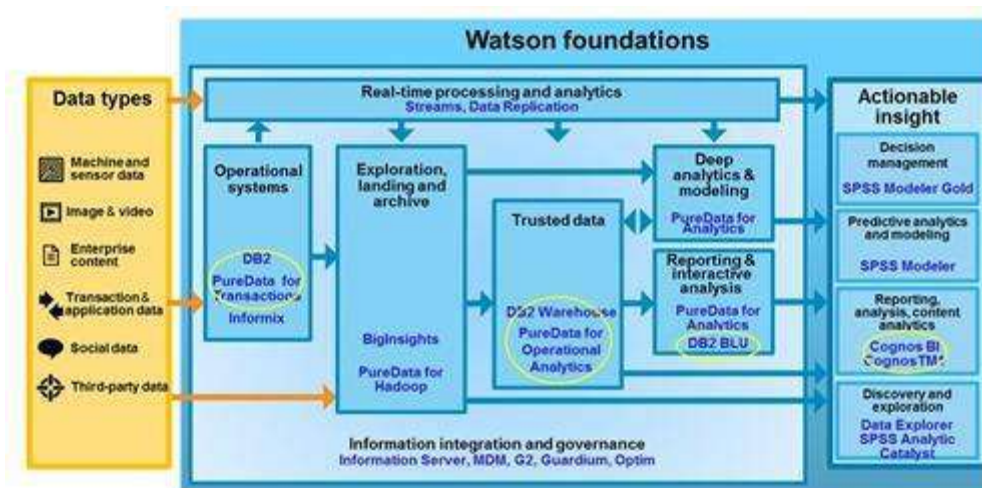 Watson foundations
Data types
Machine and
sensor data
Image & video
Enterprise
content
Transaction &
application data
Social data
Third-party data
Real-time processing and analytics
Streams, Data Replication
Operational
systems
DB2
PureData for
Transactions
Informix
Exploration,
landing and
archive
BigInsights
PureData for
Hadoop
Trusted data
DB2 Warehouse
PureData for
Operational
Analytics
Deep
analytics &
modeling
PureData for
Analytics
Reporting &
interactive
analysis
PureData for
Analytics
DB2 BLU
Information integration and governance
Information Server, MDM, G2, Guardium, Optim
Actionable
insight
Decision
management
SPSS Modeler Gold
Predictive analytics
and modeling
SPSS Modeler
Reporting,
analysis, content
analytics
Cognos BI
CognosTM1
Discovery and
exploration
Data Explorer
SPSS Analytic
Catalyst